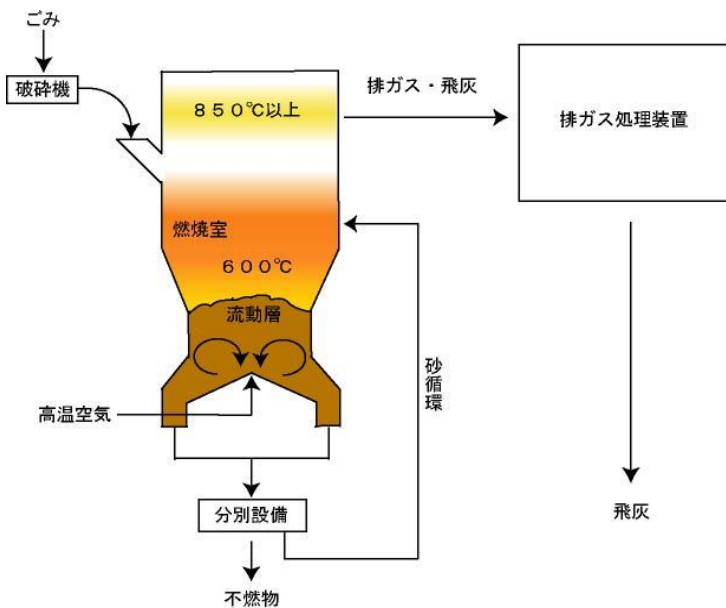 ごみ
破砕機
850℃以上
排ガス・飛灰
排ガス処理装置
燃焼室
600℃
流動層
砂循環
高温空気
分別設備
飛灰
不燃物